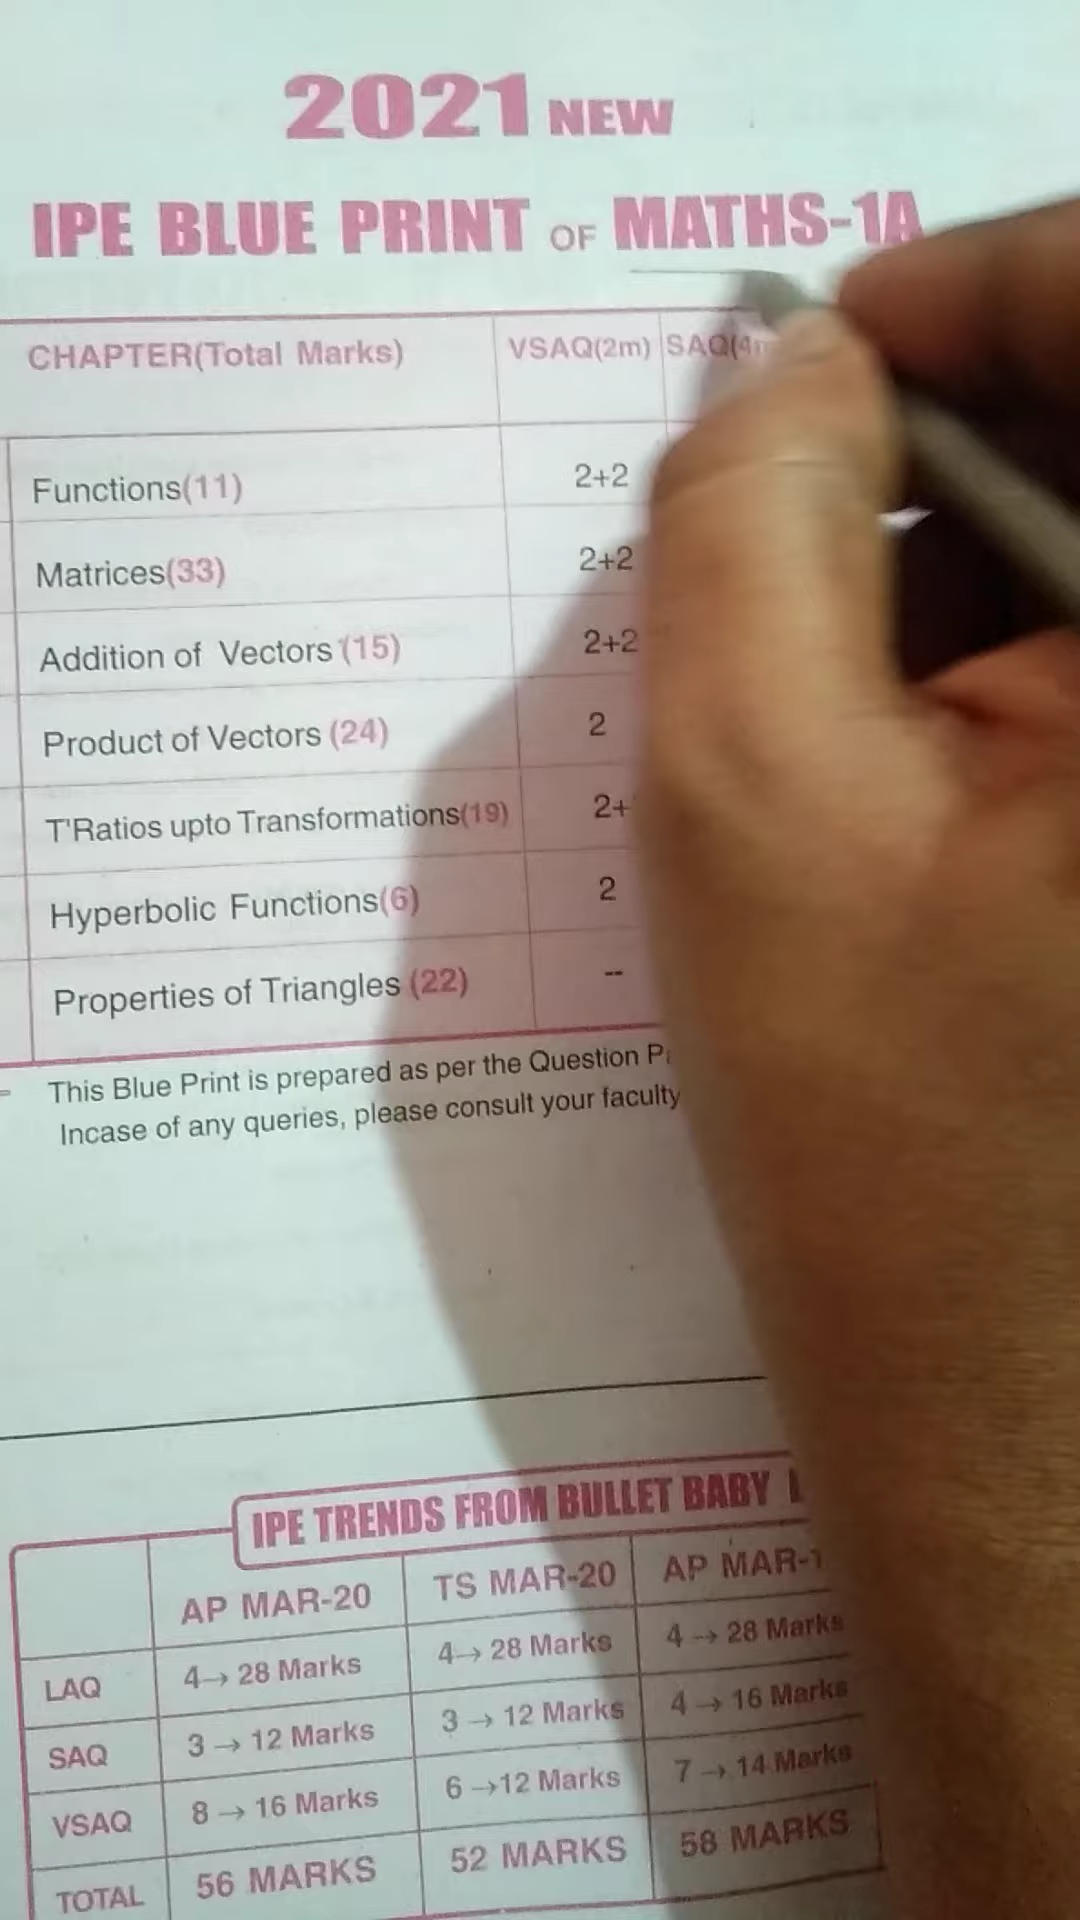 2021 NEW
IPE BLUE PRINT OF MATHS-1A
CHAPTER(Total Marks) VSAQ(2m) SAQ(4m
Functions(11) 2+2
Matrices(33) 2+2
Addition of Vectors (15) 2+2
Product of Vectors (24) 2
T'Ratios upto Transformations(19) 2+
Hyperbolic Functions(6) 2
Properties of Triangles (22) --
This Blue Print is prepared as per the Question
Incase of any queries, please consult your faculty
IPE TRENDS FROM BULLET BABY
AP MAR-20 TS MAR-20 AP MAR-1
LAQ 4→ 28 Marks 4→ 28 Marks 4 → 28 Marks
SAQ 3 → 12 Marks 3 → 12 Marks 4 → 16 Marks
VSAQ 8 → 16 Marks 6 →12 Marks 7 → 14 Marks
TOTAL 56 MARKS 52 MARKS 58 MARKS